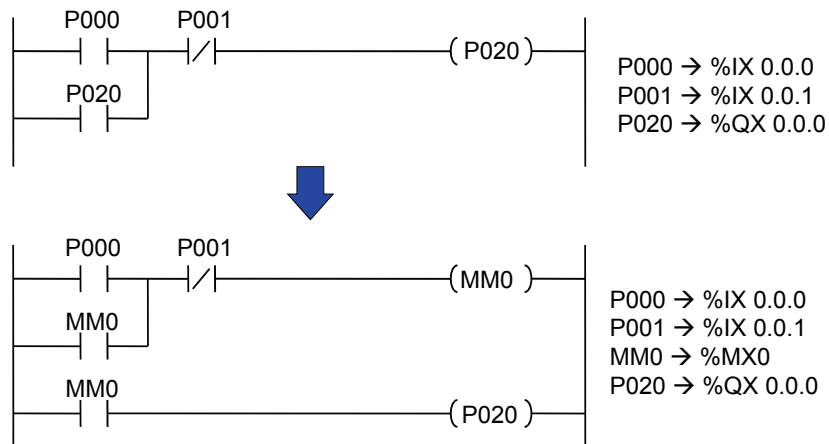 P000 P001
( P020 )
P020
P000 → %IX 0.0.0
P001 → %IX 0.0.1
P020 → %QX 0.0.0
P000 P001
(MM0 )
MM0
MM0
( P020 )
P000 → %IX 0.0.0
P001 → %IX 0.0.1
MM0 → %MX0
P020 → %QX 0.0.0